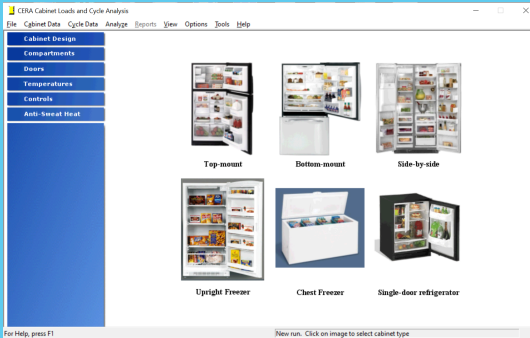 CERA Cabinet Loads and Cycle Analysis
File Cabinet Data Cycle Data Analyze Reports View Options Tools Help
Cabinet Design
Compartments
Doors
Temperatures
Controls
Anti-Sweat Heat
Top-mount Bottom-mount Side-by-side
Upright Freezer Chest Freezer Single-door refrigerator
For Help, press F1 New run. Click on image to select cabinet type